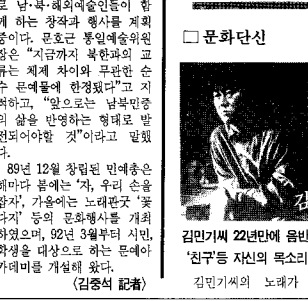 로 남·북·해외예술인들이 함
께 하는 창작과 행사를 계획
중이다. 문호근 통일예술위원
장은 “지금까지 북한과의 교
류는 체제 차이와 무관한 순
수 문예물에 한정됐다”고 지
적하고, “앞으로는 남북민중
의 삶을 반영하는 형태로 발
전되어야할 것”이라고 말했
다.
89년 12월 창립된 민예총은
해마다 봄에는 ‘자, 우리 손을
잡자’, 가을에는 노래판굿 ‘꽃
다지’ 등의 문화행사를 개최
하였으며, 92년 3월부터 시민,
학생을 대상으로 하는 문예아
카데미를 개설해 왔다.
〈김중석 記者〉
□ 문화단신
김
김민기씨 22년만에 음반
‘친구’등 자신의 목소리
김민기씨의 노래가